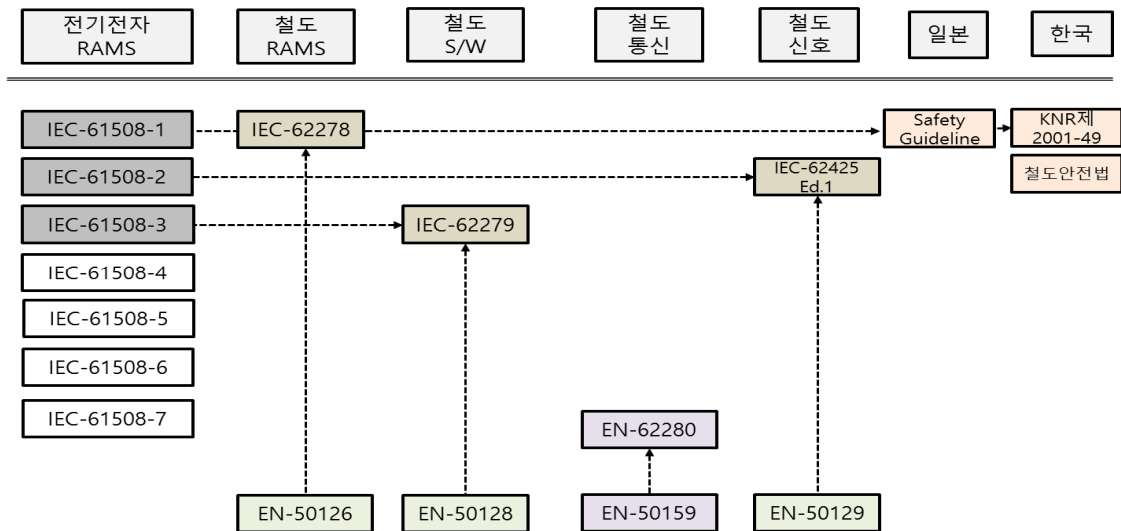 전기전자
RAMS
철도
RAMS
철도
S/W
철도
통신
철도
신호
일본
한국
IEC-61508-1
IEC-62278
Safety
Guideline
KNR제
2001-49
IEC-61508-2
IEC-62425
Ed.1
철도안전법
IEC-61508-3
IEC-62279
IEC-61508-4
IEC-61508-5
IEC-61508-6
IEC-61508-7
EN-62280
EN-50126
EN-50128
EN-50159
EN-50129